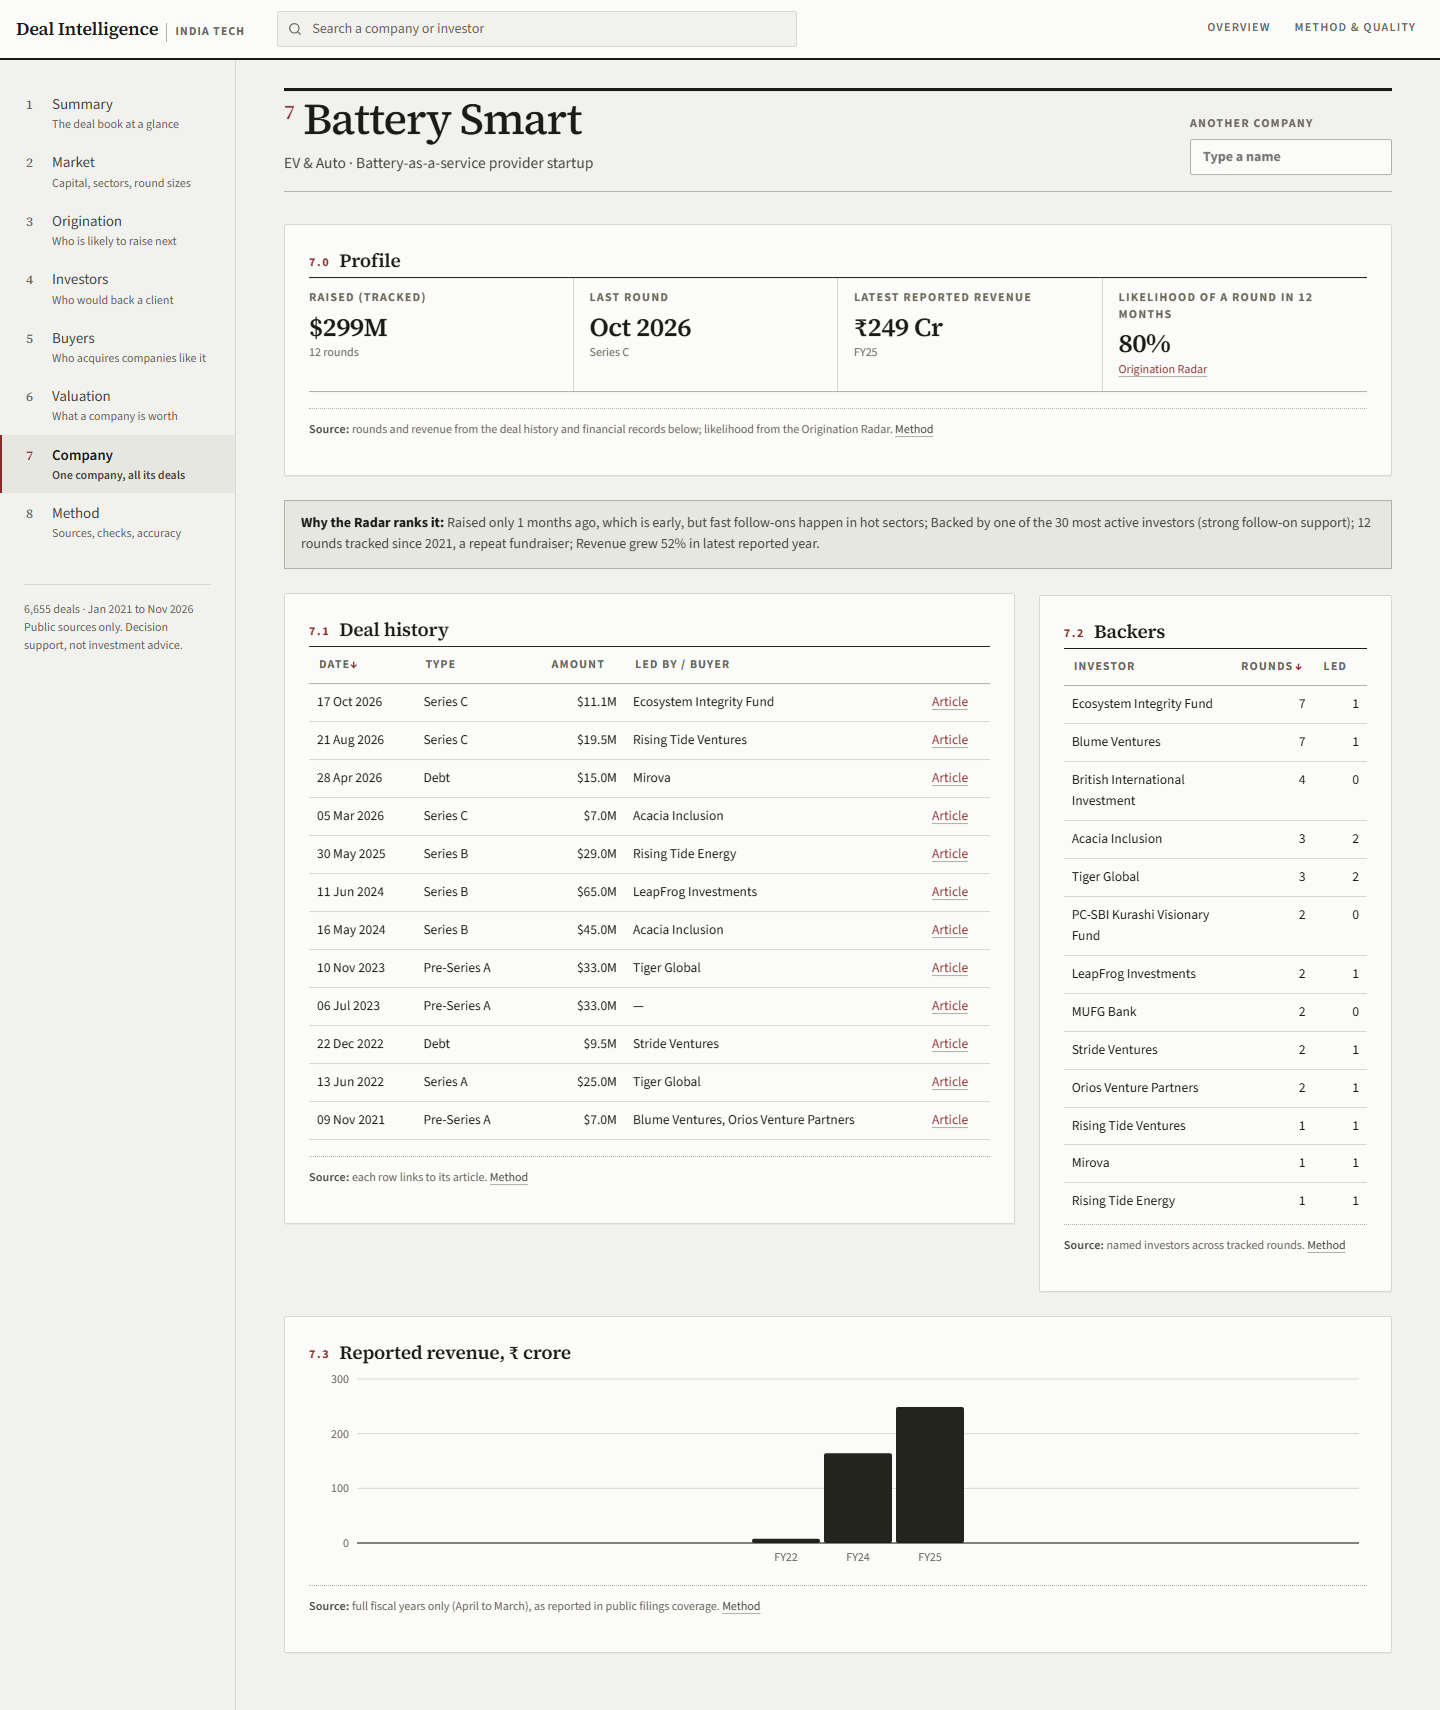 Deal Intelligence | INDIA TECH
Search a company or investor
OVERVIEW
METHOD & QUALITY
1 Summary
The deal book at a glance
2 Market
Capital, sectors, round sizes
3 Origination
Who is likely to raise next
4 Investors
Who would back a client
5 Buyers
Who acquires companies like it
6 Valuation
What a company is worth
7 Company
One company, all its deals
8 Method
Sources, checks, accuracy
6,655 deals · Jan 2021 to Nov 2026
Public sources only. Decision
support, not investment advice.
7 Battery Smart
EV & Auto · Battery-as-a-service provider startup
ANOTHER COMPANY
Type a name
7.0 Profile
RAISED (TRACKED)
$299M
12 rounds
LAST ROUND
Oct 2026
Series C
LATEST REPORTED REVENUE
₹249 Cr
FY25
LIKELIHOOD OF A ROUND IN 12
MONTHS
80%
Origination Radar
Source: rounds and revenue from the deal history and financial records below; likelihood from the Origination Radar. Method
Why the Radar ranks it: Raised only 1 months ago, which is early, but fast follow-ons happen in hot sectors; Backed by one of the 30 most active investors (strong follow-on support); 12
rounds tracked since 2021, a repeat fundraiser; Revenue grew 52% in latest reported year.
7.1 Deal history
DATE↓ TYPE AMOUNT LED BY / BUYER
17 Oct 2026 Series C $11.1M Ecosystem Integrity Fund Article
21 Aug 2026 Series C $19.5M Rising Tide Ventures Article
28 Apr 2026 Debt $15.0M Mirova Article
05 Mar 2026 Series C $7.0M Acacia Inclusion Article
30 May 2025 Series B $29.0M Rising Tide Energy Article
11 Jun 2024 Series B $65.0M LeapFrog Investments Article
16 May 2024 Series B $45.0M Acacia Inclusion Article
10 Nov 2023 Pre-Series A $33.0M Tiger Global Article
06 Jul 2023 Pre-Series A $33.0M — Article
22 Dec 2022 Debt $9.5M Stride Ventures Article
13 Jun 2022 Series A $25.0M Tiger Global Article
09 Nov 2021 Pre-Series A $7.0M Blume Ventures, Orios Venture Partners Article
Source: each row links to its article. Method
7.2 Backers
INVESTOR ROUNDS↓ LED
Ecosystem Integrity Fund 7 1
Blume Ventures 7 1
British International 4 0
Investment
Acacia Inclusion 3 2
Tiger Global 3 2
PC-SBI Kurashi Visionary 2 0
Fund
LeapFrog Investments 2 1
MUFG Bank 2 0
Stride Ventures 2 1
Orios Venture Partners 2 1
Rising Tide Ventures 1 1
Mirova 1 1
Rising Tide Energy 1 1
Source: named investors across tracked rounds. Method
7.3 Reported revenue, ₹ crore
300
200
100
0
FY22 FY24 FY25
Source: full fiscal years only (April to March), as reported in public filings coverage. Method